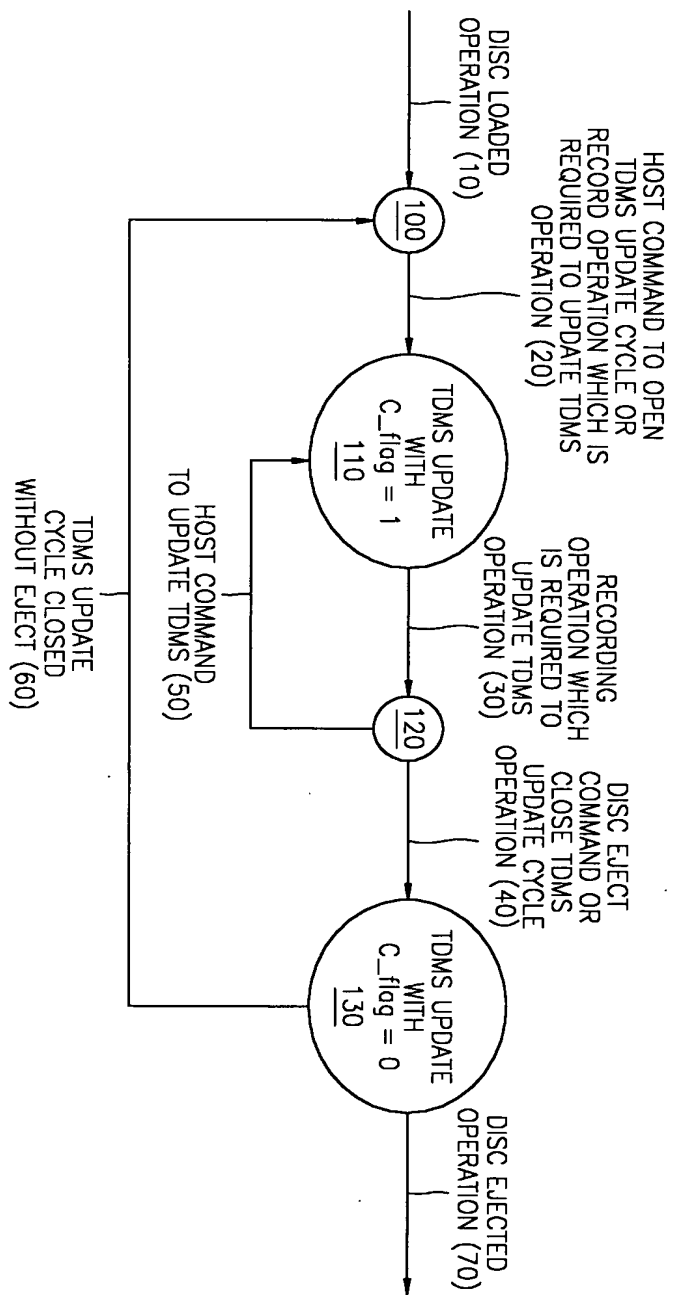 DISC LOADED
OPERATION (10)
HOST COMMAND TO OPEN
TDMS UPDATE CYCLE OR
RECORD OPERATION WHICH IS
REQUIRED TO UPDATE TDMS
OPERATION (20)
100
TDMS UPDATE
WITH
C_flag = 1
110
RECORDING
OPERATION WHICH
IS REQUIRED TO
UPDATE TDMS
OPERATION (30)
HOST COMMAND
TO UPDATE TDMS (50)
120
DISC EJECT
COMMAND OR
CLOSE TDMS
UPDATE CYCLE
OPERATION (40)
TDMS UPDATE
WITH
C_flag = 0
130
TDMS UPDATE
CYCLE CLOSED
WITHOUT EJECT (60)
DISC EJECTED
OPERATION (70)